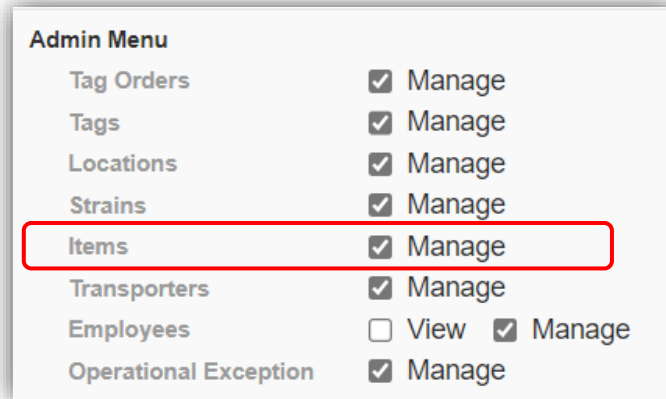 Admin Menu
Tag Orders Manage
Tags Manage
Locations Manage
Strains Manage
Items Manage
Transporters Manage
Employees View Manage
Operational Exception Manage